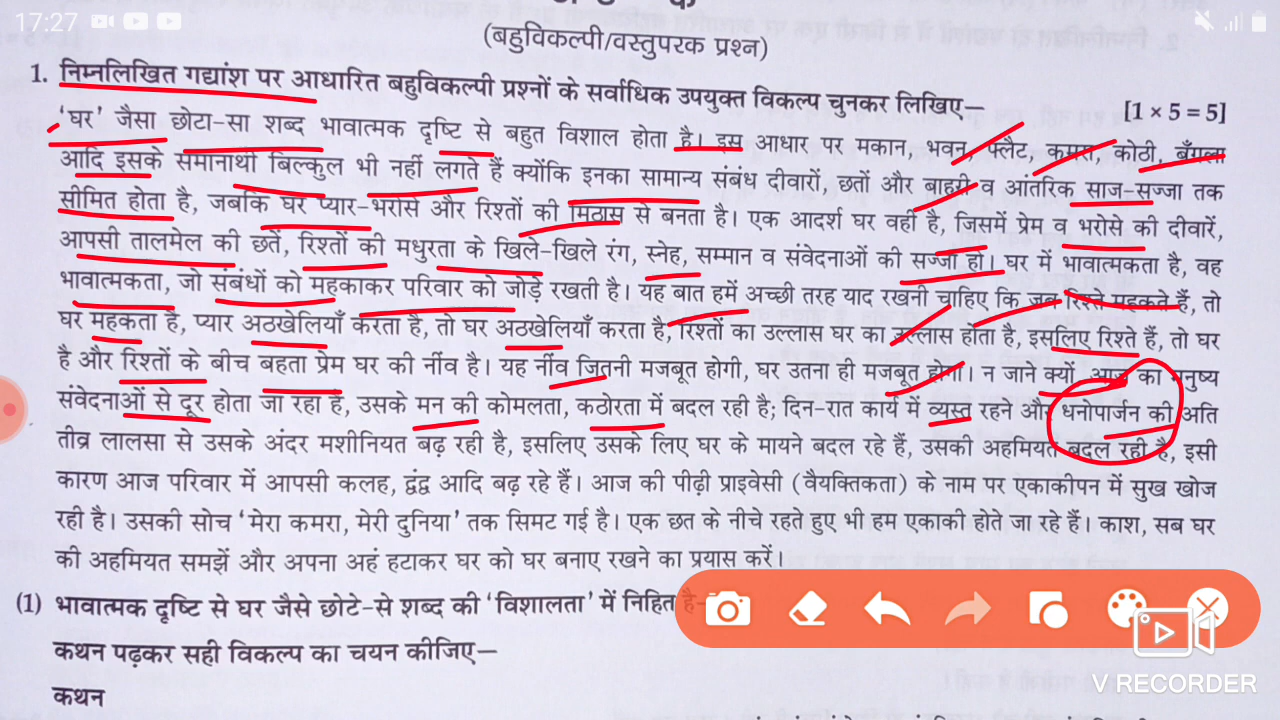 17:27
(बहुविकल्पी/वस्तुपरक प्रश्न)
1. निम्नलिखित गद्यांश पर आधारित बहुविकल्पी प्रश्नों के सर्वाधिक उपयुक्त विकल्प चुनकर लिखिए— [1 × 5 = 5]
'घर' जैसा छोटा-सा शब्द भावात्मक दृष्टि से बहुत विशाल होता है। इस आधार पर मकान, भवन, फ्लैट, कमरा, कोठी, बँगला
आदि इसके समानार्थी बिल्कुल भी नहीं लगते हैं क्योंकि इनका सामान्य संबंध दीवारों, छतों और बाहरी व आंतरिक साज-सज्जा तक
सीमित होता है, जबकि घर प्यार-भरोसे और रिश्तों की मिठास से बनता है। एक आदर्श घर वही है, जिसमें प्रेम व भरोसे की दीवारें,
आपसी तालमेल की छतें, रिश्तों की मधुरता के खिले-खिले रंग, स्नेह, सम्मान व संवेदनाओं की सज्जा हो। घर में भावात्मकता है, वह
भावात्मकता, जो संबंधों को महकाकर परिवार को जोड़े रखती है। यह बात हमें अच्छी तरह याद रखनी चाहिए कि जब रिश्ते महकते हैं, तो
घर महकता है, प्यार अठखेलियाँ करता है, तो घर अठखेलियाँ करता है, रिश्तों का उल्लास घर का उल्लास होता है, इसलिए रिश्ते हैं, तो घर
है और रिश्तों के बीच बहता प्रेम घर की नींव है। यह नींव जितनी मजबूत होगी, घर उतना ही मजबूत होगा। न जाने क्यों, आज का मनुष्य
संवेदनाओं से दूर होता जा रहा है, उसके मन की कोमलता, कठोरता में बदल रही है; दिन-रात कार्य में व्यस्त रहने और धनोपार्जन की अति
तीव्र लालसा से उसके अंदर मशीनियत बढ़ रही है, इसलिए उसके लिए घर के मायने बदल रहे हैं, उसकी अहमियत बदल रही है, इसी
कारण आज परिवार में आपसी कलह, द्वंद्व आदि बढ़ रहे हैं। आज की पीढ़ी प्राइवेसी (वैयक्तिकता) के नाम पर एकाकीपन में सुख खोज
रही है। उसकी सोच 'मेरा कमरा, मेरी दुनिया' तक सिमट गई है। एक छत के नीचे रहते हुए भी हम एकाकी होते जा रहे हैं। काश, सब घर
की अहमियत समझें और अपना अहं हटाकर घर को घर बनाए रखने का प्रयास करें।
(1) भावात्मक दृष्टि से घर जैसे छोटे-से शब्द की 'विशालता' में निहित है—
कथन पढ़कर सही विकल्प का चयन कीजिए—
कथन
V RECORDER